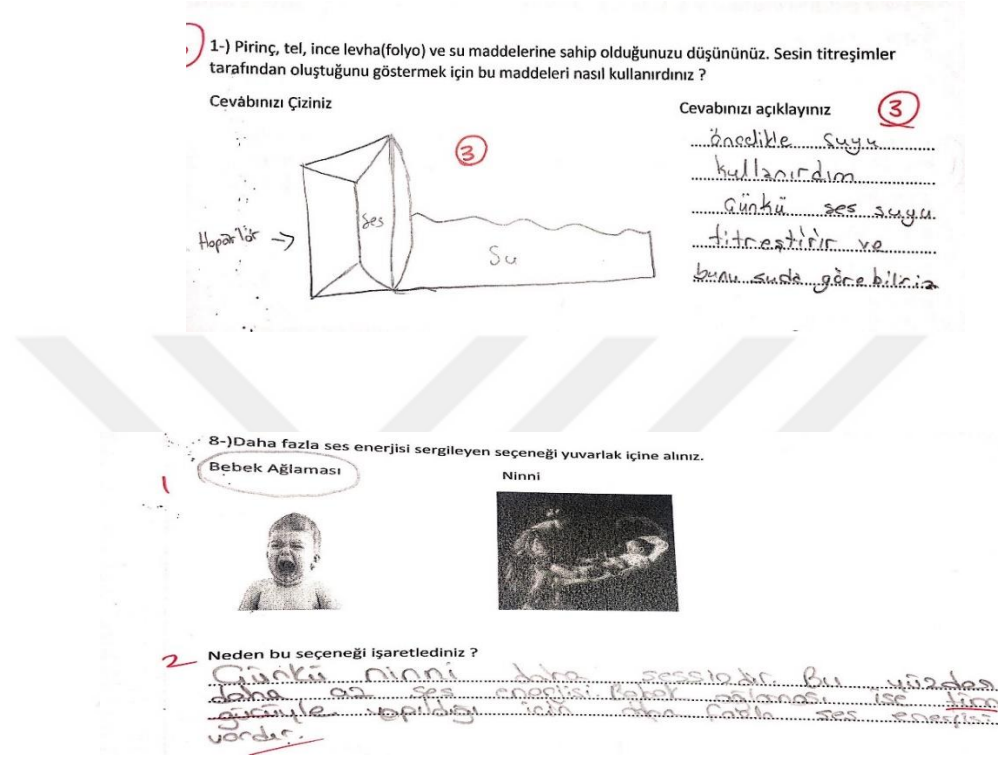 1-) Pirinç, tel, ince levha(folyo) ve su maddelerine sahip olduğunuzu düşününüz. Sesin titreşimler
tarafından oluştuğunu göstermek için bu maddeleri nasıl kullanırdınız ?
Cevabınızı Çiziniz
Cevabınızı açıklayınız
3
3
Hoparlör →
Ses
Su
öncelikle suyu
kullanırdım
Çünkü ses suyu
titreştirir ve
bunu suda görebiliriz
8-)Daha fazla ses enerjisi sergileyen seçeneği yuvarlak içine alınız.
Bebek Ağlaması
Ninni
1
2
Neden bu seçeneği işaretlediniz ?
Çünkü ninni daha sessizdir. Bu yüzden
daha az ses enerjisi. Bebek ağlaması ise
gücüyle yapıldığı için daha fazla ses enerjisi
vardır.